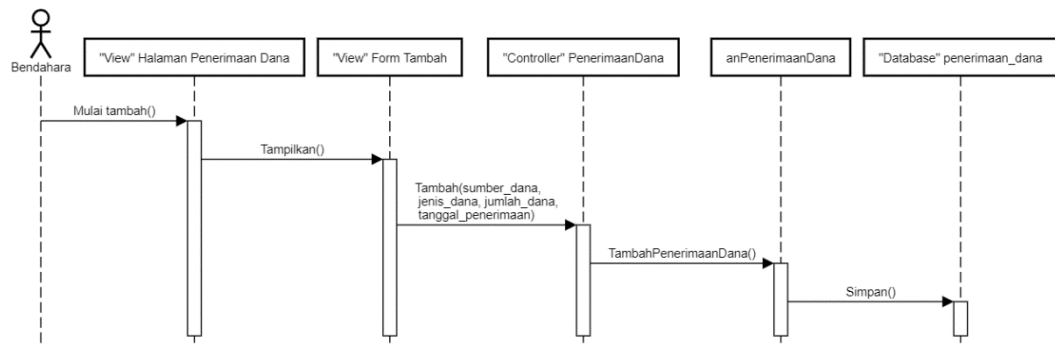 Bendahara
"View" Halaman Penerimaan Dana
"View" Form Tambah
"Controller" PenerimaanDana
anPenerimaanDana
"Database" penerimaan_dana
Mulai tambah()
Tampilkan()
Tambah(sumber_dana,
jenis_dana, jumlah_dana,
tanggal_penerimaan)
TambahPenerimaanDana()
Simpan()